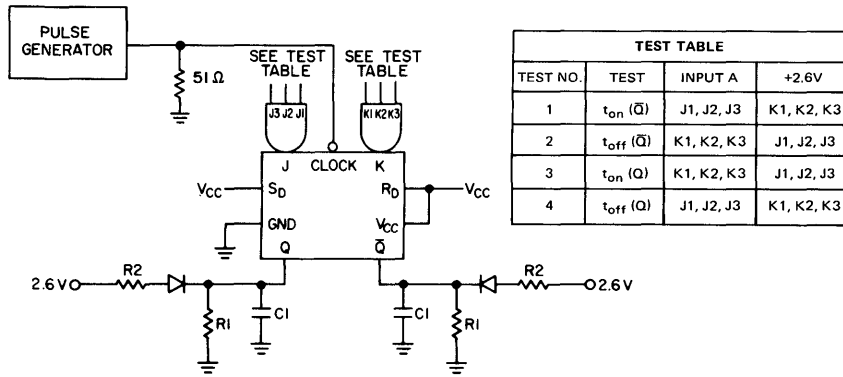 PULSE
GENERATOR
51Ω
SEE TEST
TABLE
SEE TEST
TABLE
J3 J2 J1
K1 K2 K3
J CLOCK K
VCC SD
RD VCC
GND
VCC
Q Q̅
2.6V R2
R1
C1
C1
R1
R2 2.6V
TEST TABLE
TEST NO. TEST INPUT A +2.6V
1 ton (Q̅) J1, J2, J3 K1, K2, K3
2 toff (Q̅) K1, K2, K3 J1, J2, J3
3 ton (Q) K1, K2, K3 J1, J2, J3
4 toff (Q) J1, J2, J3 K1, K2, K3